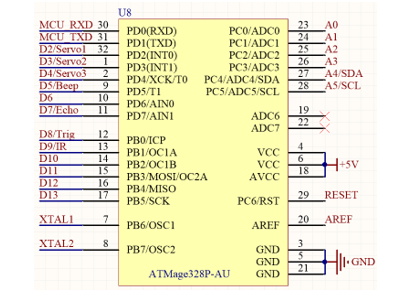 U8
MCU_RXD 30 PD0(RXD) PC0/ADC0 23 A0
MCU_TXD 31 PD1(TXD) PC1/ADC1 24 A1
D2/Servo1 32 PD2(INT0) PC2/ADC2 25 A2
D3/Servo2 1 PD3(INT1) PC3/ADC3 26 A3
D4/Servo3 2 PD4/XCK/T0 PC4/ADC4/SDA 27 A4/SDA
D5/Beep 9 PD5/T1 PC5/ADC5/SCL 28 A5/SCL
D6 10 PD6/AIN0
D7/Echo 11 PD7/AIN1 ADC6 19
ADC7 22
D8/Trig 12 PB0/ICP
D9/IR 13 PB1/OC1A VCC 4
D10 14 PB2/OC1B VCC 6 +5V
D11 15 PB3/MOSI/OC2A AVCC 18
D12 16 PB4/MISO
D13 17 PB5/SCK PC6/RST 29 RESET
XTAL1 7 PB6/OSC1 AREF 20 AREF
XTAL2 8 PB7/OSC2 GND 3
GND 5 GND
ATMage328P-AU GND 21